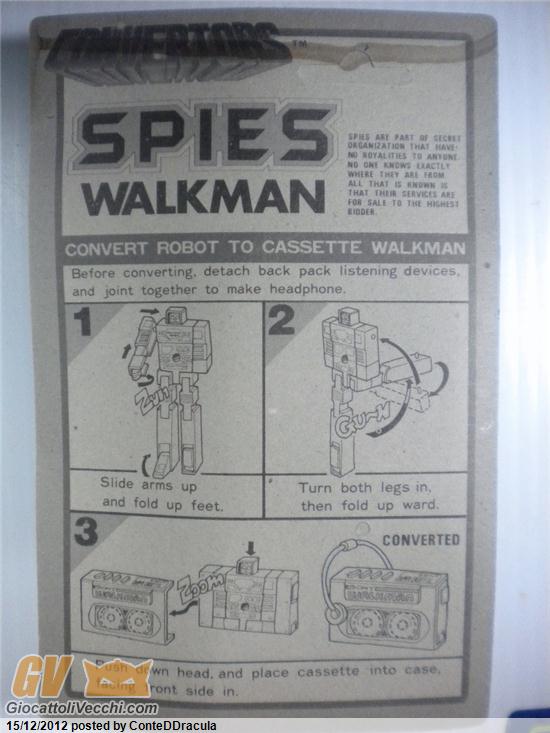 CONVERTORS™
SPIES
WALKMAN
SPIES ARE PART OF SECRET
ORGANIZATION THAT HAVE
NO ROYALITIES TO ANYONE.
NO ONE KNOWS EXACTLY
WHERE THEY ARE FROM.
ALL THAT IS KNOWN IS
THAT THEIR SERVICES ARE
FOR SALE TO THE HIGHEST
BIDDER.
CONVERT ROBOT TO CASSETTE WALKMAN
Before converting, detach back pack listening devices,
and joint together to make headphone.
1
Zunn
Slide arms up
and fold up feet.
2
GU~N
Turn both legs in,
then fold up ward.
3
Zoom
WALKMAN
CONVERTED
WALKMAN
Push down head, and place cassette into case,
facing front side in.
GV
GiocattoliVecchi.com
15/12/2012 posted by ConteDDracula